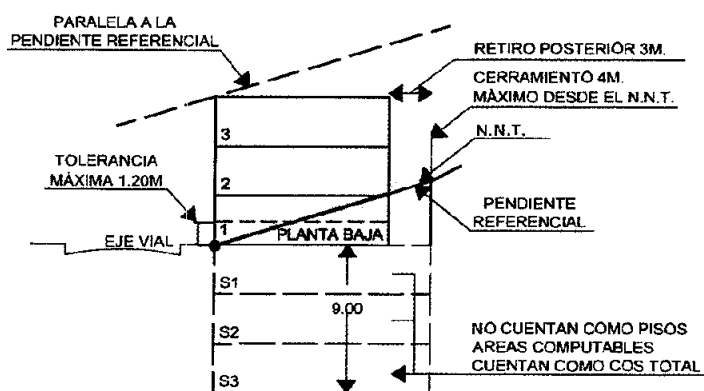 PARALELA A LA
PENDIENTE REFERENCIAL
RETIRO POSTERIOR 3M.
CERRAMIENTO 4M.
MÁXIMO DESDE EL N.N.T.
3
N.N.T.
TOLERANCIA
MÁXIMA 1.20M
2
PENDIENTE
REFERENCIAL
1
PLANTA BAJA
EJE VIAL
S1
9.00
S2
NO CUENTAN COMO PISOS
AREAS COMPUTABLES
CUENTAN COMO COS TOTAL
S3